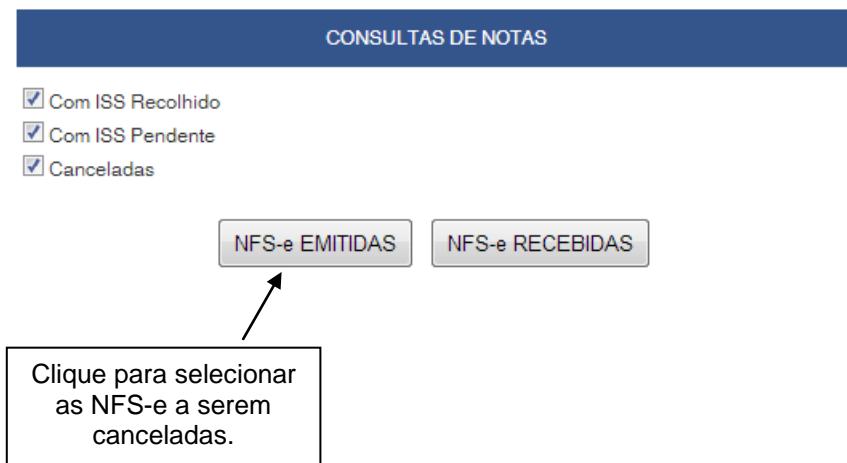 CONSULTAS DE NOTAS
Com ISS Recolhido
Com ISS Pendente
Canceladas
NFS-e EMITIDAS
NFS-e RECEBIDAS
Clique para selecionar
as NFS-e a serem
canceladas.